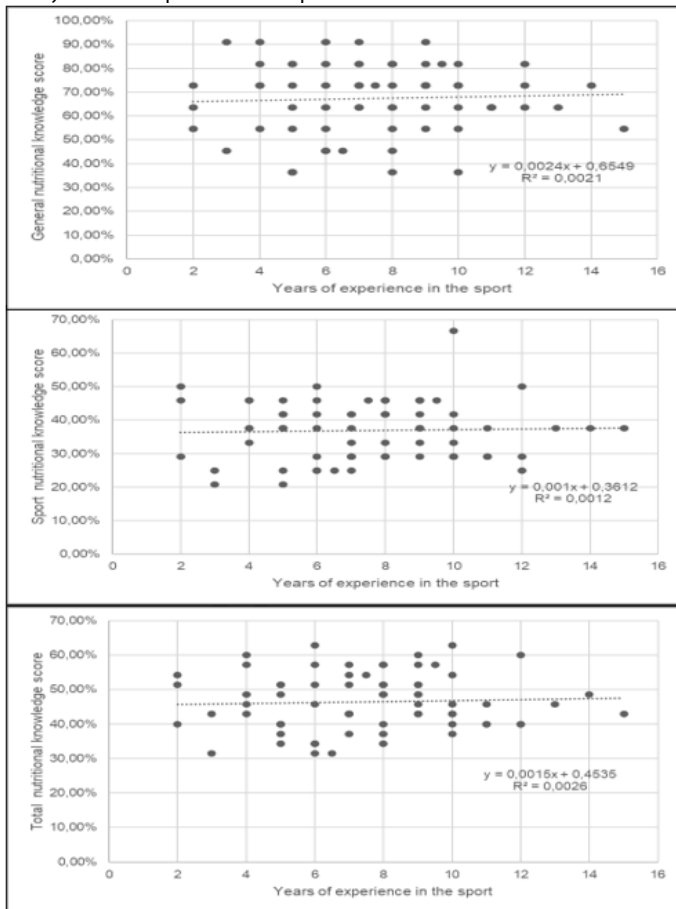 100,00%
90,00%
80,00%
70,00%
60,00%
50,00%
40,00%
30,00%
20,00%
10,00%
0,00%
General nutritional knowledge score
y = 0,0024x + 0,6549
R² = 0,0021
0 2 4 6 8 10 12 14 16
Years of experience in the sport
70,00%
60,00%
50,00%
40,00%
30,00%
20,00%
10,00%
0,00%
Sport nutritional knowledge score
y = 0,001x + 0,3612
R² = 0,0012
0 2 4 6 8 10 12 14 16
Years of experience in the sport
70,00%
60,00%
50,00%
40,00%
30,00%
20,00%
10,00%
0,00%
Total nutritional knowledge score
y = 0,0015x + 0,4535
R² = 0,0026
0 2 4 6 8 10 12 14 16
Years of experience in the sport